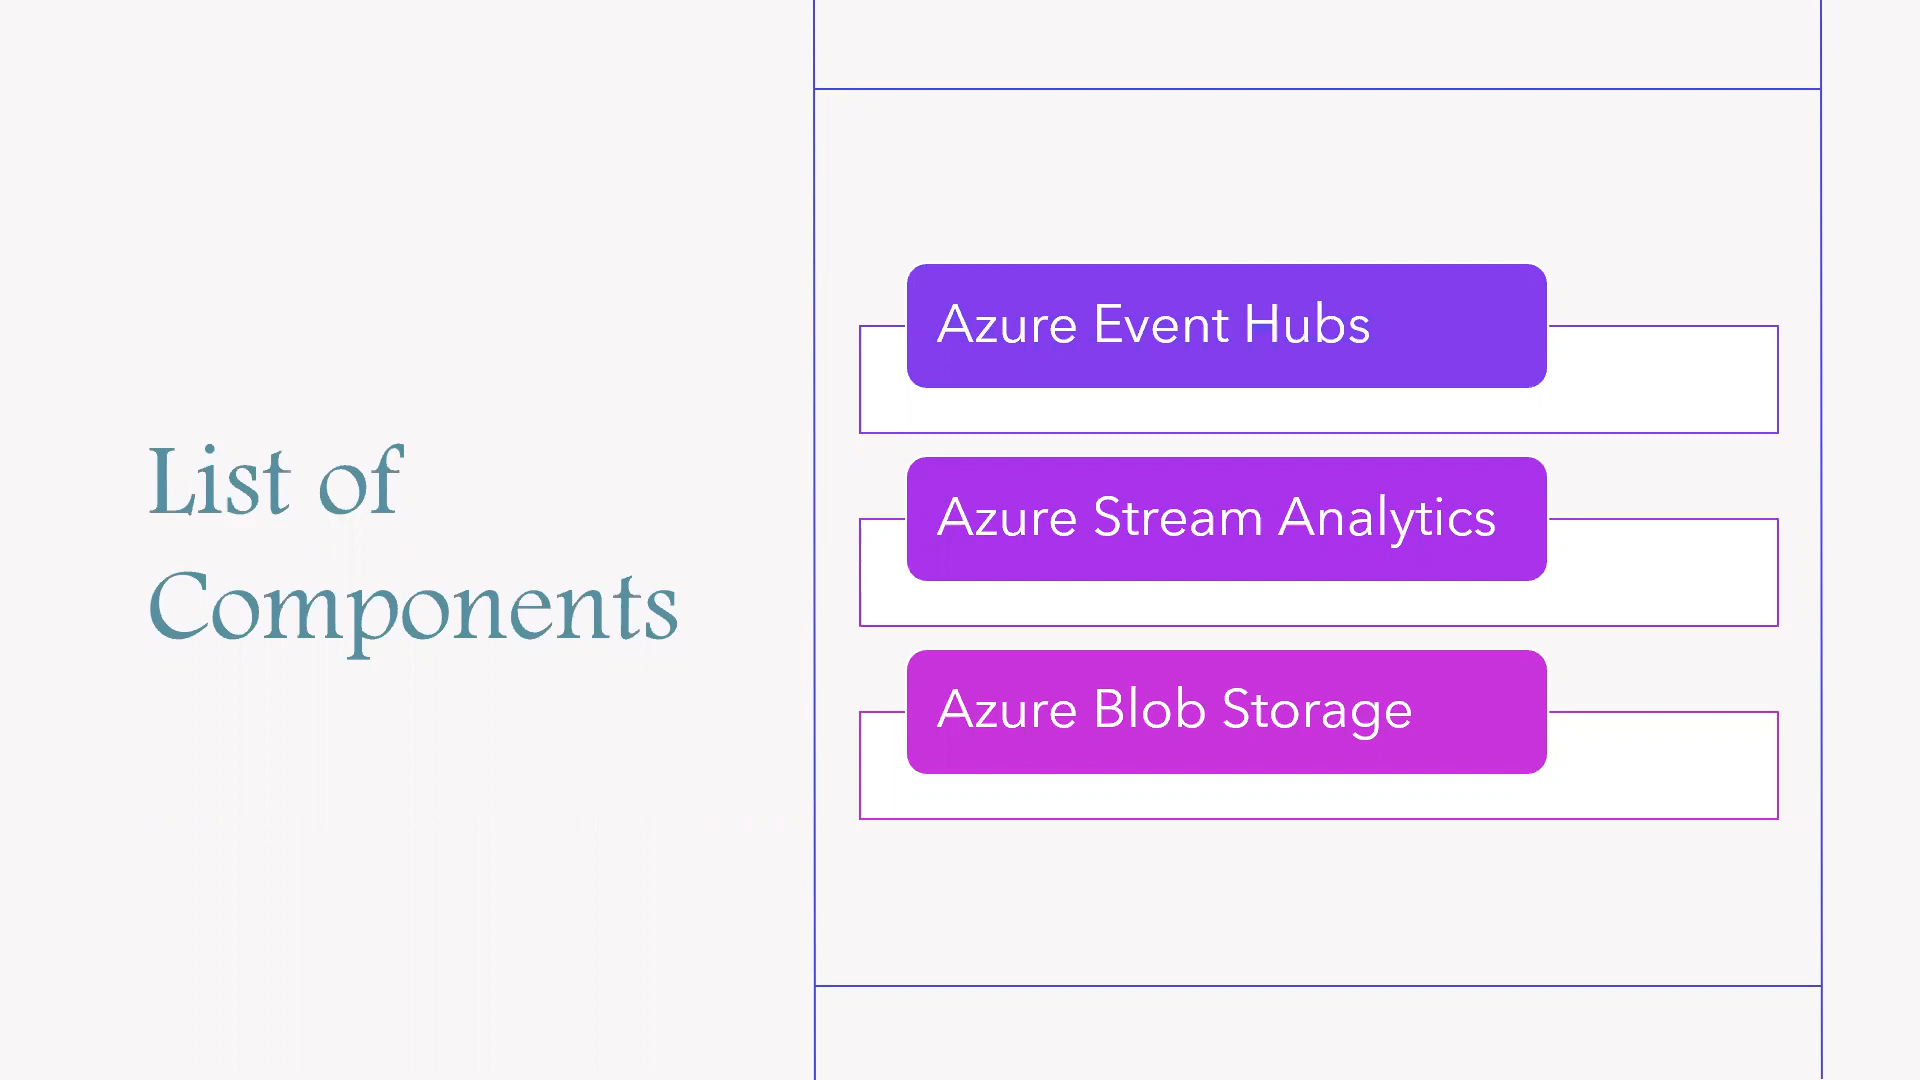 List of
Components
Azure Event Hubs
Azure Stream Analytics
Azure Blob Storage